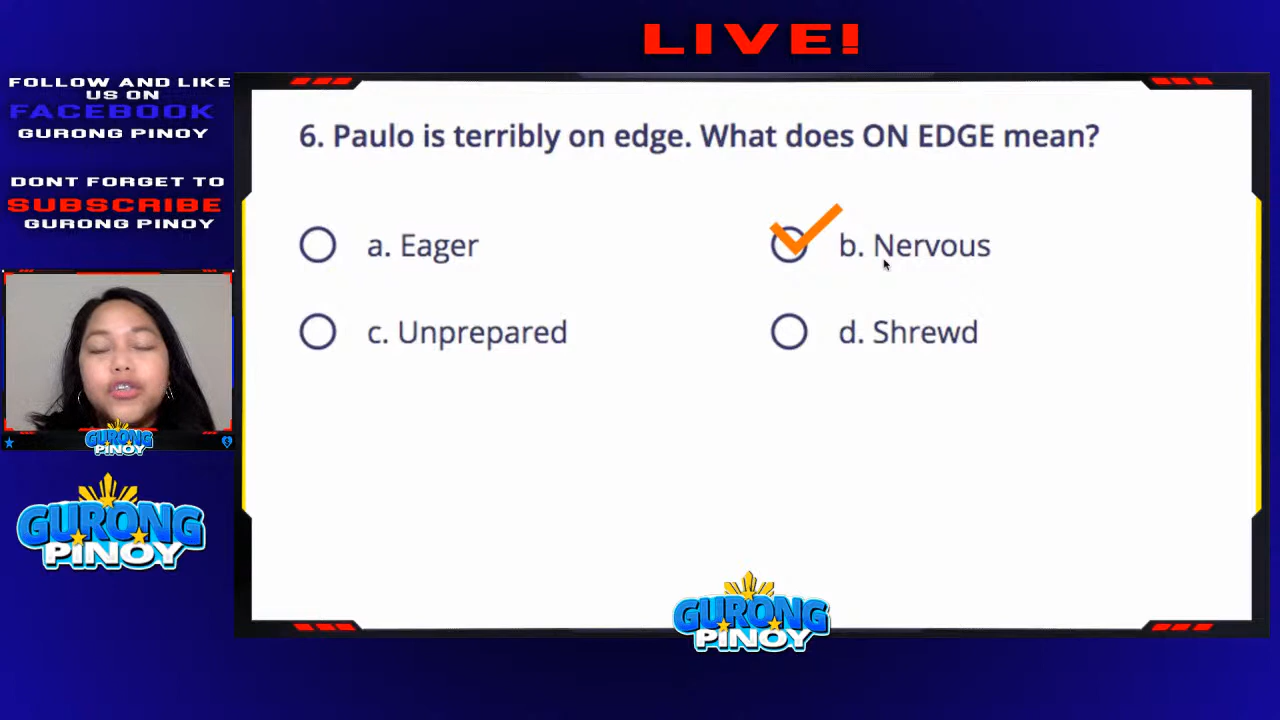 LIVE!
FOLLOW AND LIKE
US ON
FACEBOOK
GURONG PINOY
DONT FORGET TO
SUBSCRIBE
GURONG PINOY
6. Paulo is terribly on edge. What does ON EDGE mean?
a. Eager
b. Nervous
c. Unprepared
d. Shrewd
GURONG
PINOY
GURONG
PINOY
GURONG
PINOY